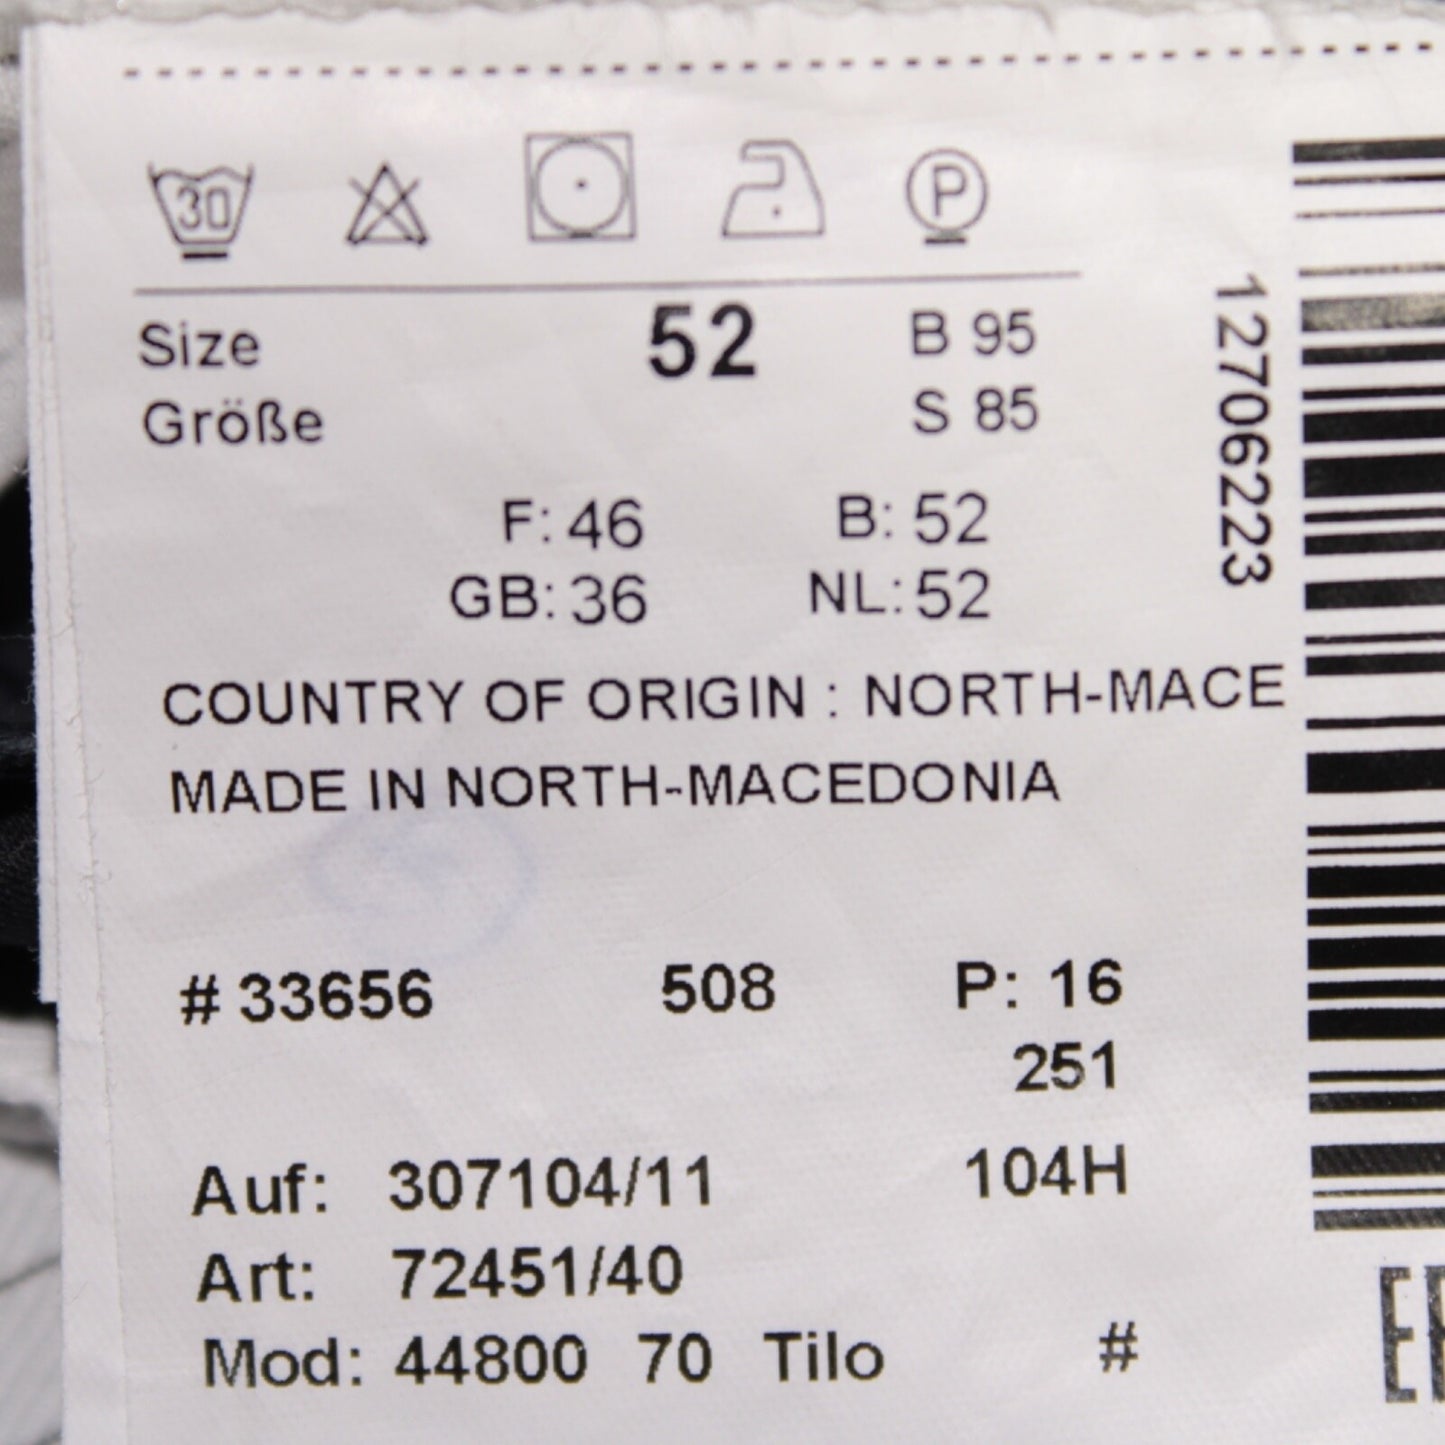 30 P
Size 52 B 95
Größe S 85
F: 46 B: 52
GB: 36 NL: 52
COUNTRY OF ORIGIN : NORTH-MACE
MADE IN NORTH-MACEDONIA
# 33656 508 P: 16
251
Auf: 307104/11 104H
Art: 72451/40
Mod: 44800 70 Tilo #
12706223